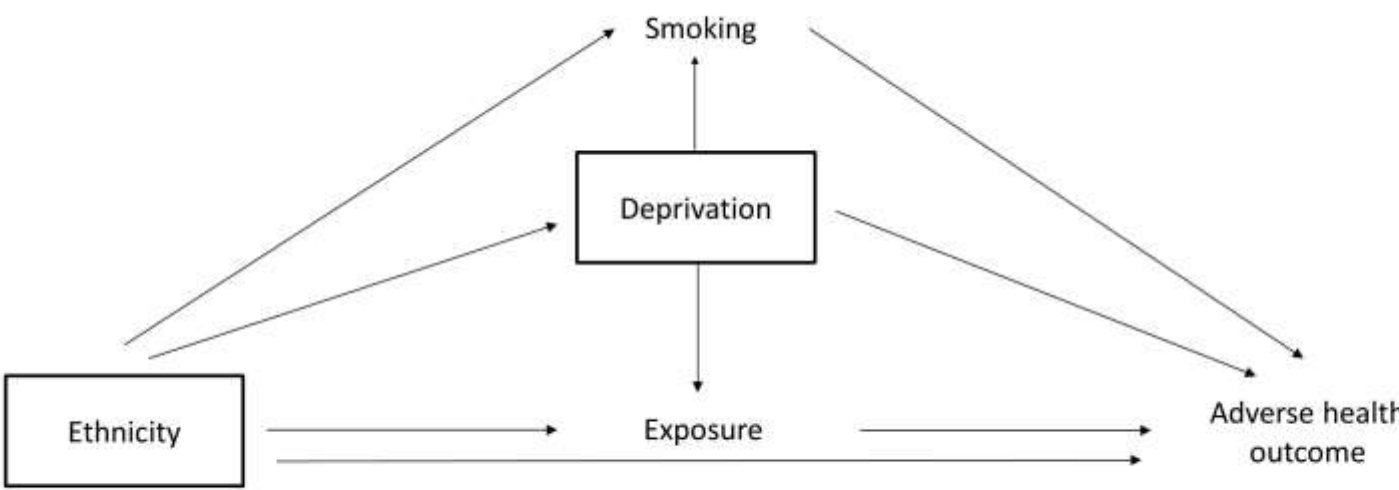 Smoking
Deprivation
Ethnicity
Exposure
Adverse health
outcome